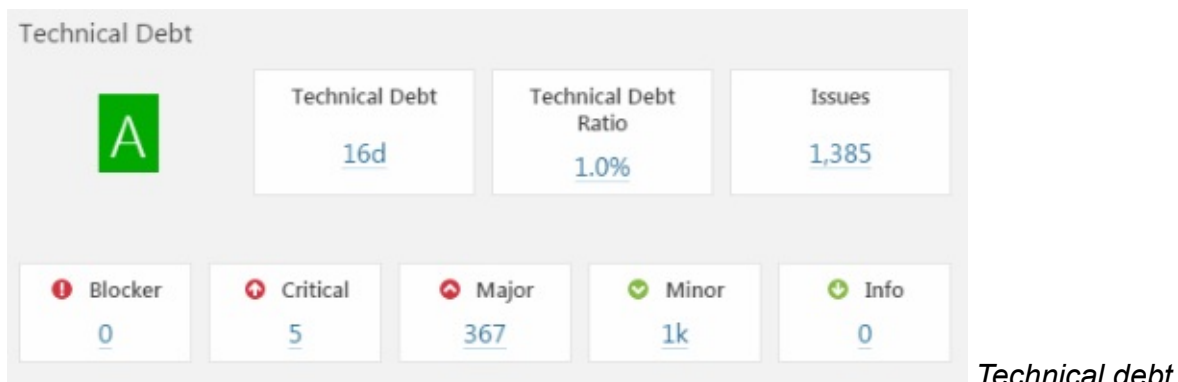 Technical Debt
A
Technical Debt
16d
Technical Debt
Ratio
1.0%
Issues
1,385
Blocker
0
Critical
5
Major
367
Minor
1k
Info
0
Technical debt